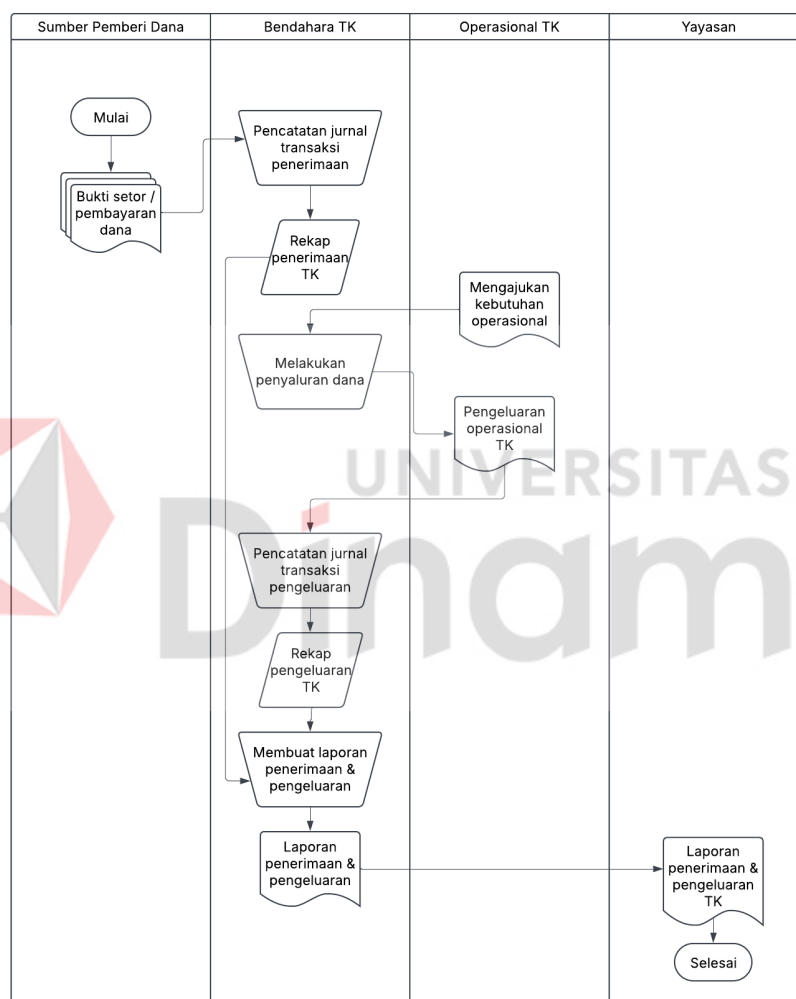 Sumber Pemberi Dana
Bendahara TK
Operasional TK
Yayasan
Mulai
Bukti setor /
pembayaran
dana
Pencatatan jurnal
transaksi
penerimaan
Rekap
penerimaan
TK
Mengajukan
kebutuhan
operasional
Melakukan
penyaluran dana
Pengeluaran
operasional
TK
UNIVERSITAS
Dinam
Pencatatan jurnal
transaksi
pengeluaran
Rekap
pengeluaran
TK
Membuat laporan
penerimaan &
pengeluaran
Laporan
penerimaan &
pengeluaran
Laporan
penerimaan &
pengeluaran
TK
Selesai